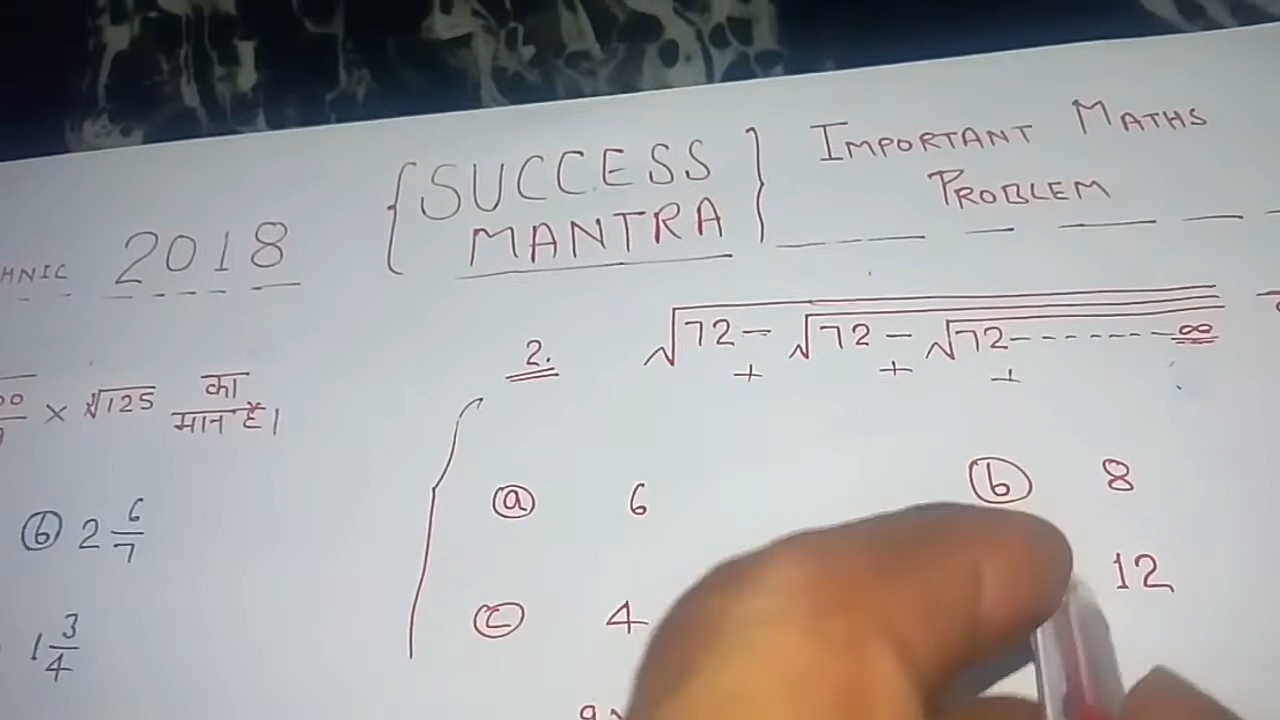 HNIC 2018
{SUCCESS
MANTRA}
IMPORTANT MATHS
PROBLEM
× ∛125 का
मान है।
ⓑ 2 6/7
1 3/4
2. √72 - √72 - √72 ------- ∞
+ + +
ⓐ 6
ⓑ 8
ⓒ 4
12